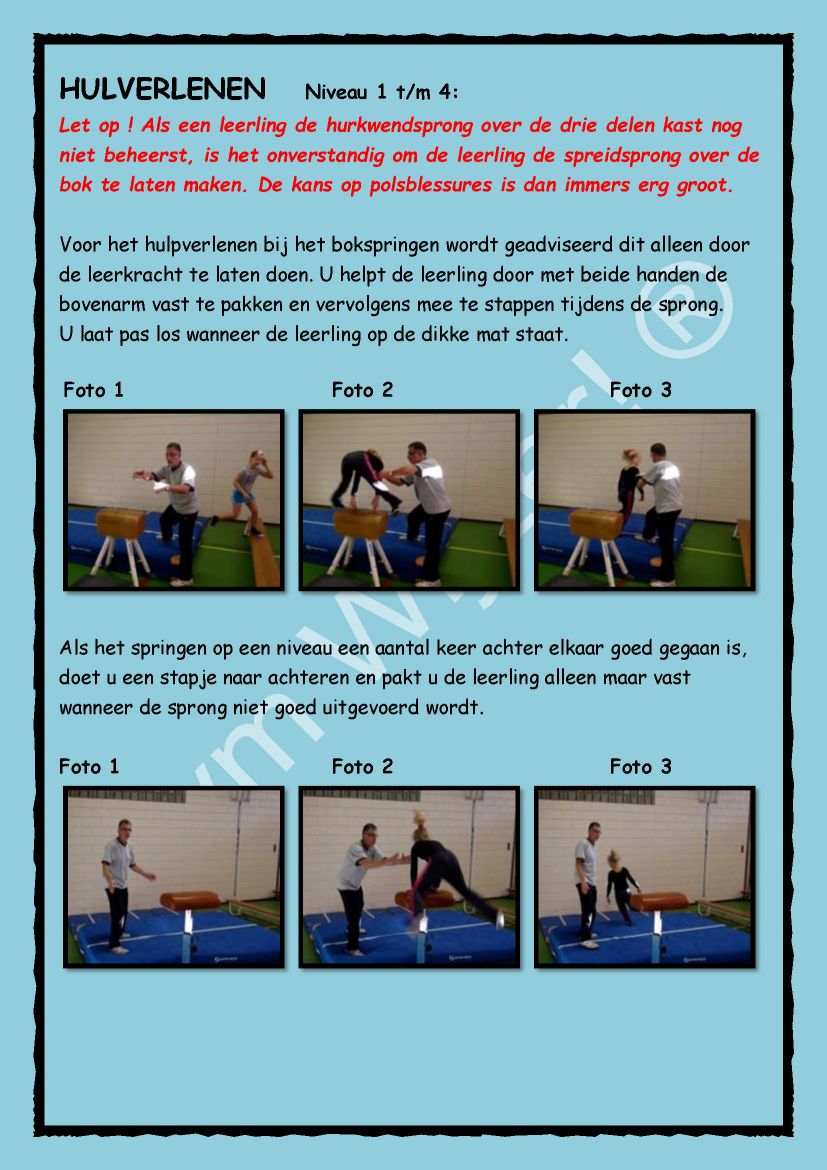 HULVERLENEN Niveau 1 t/m 4:
Let op ! Als een leerling de hurkwendsprong over de drie delen kast nog
niet beheerst, is het onverstandig om de leerling de spreidsprong over de
bok te laten maken. De kans op polsblessures is dan immers erg groot.
Voor het hulpverlenen bij het bokspringen wordt geadviseerd dit alleen door
de leerkracht te laten doen. U helpt de leerling door met beide handen de
bovenarm vast te pakken en vervolgens mee te stappen tijdens de sprong.
U laat pas los wanneer de leerling op de dikke mat staat.
Foto 1 Foto 2 Foto 3
Als het springen op een niveau een aantal keer achter elkaar goed gegaan is,
doet u een stapje naar achteren en pakt u de leerling alleen maar vast
wanneer de sprong niet goed uitgevoerd wordt.
Foto 1 Foto 2 Foto 3